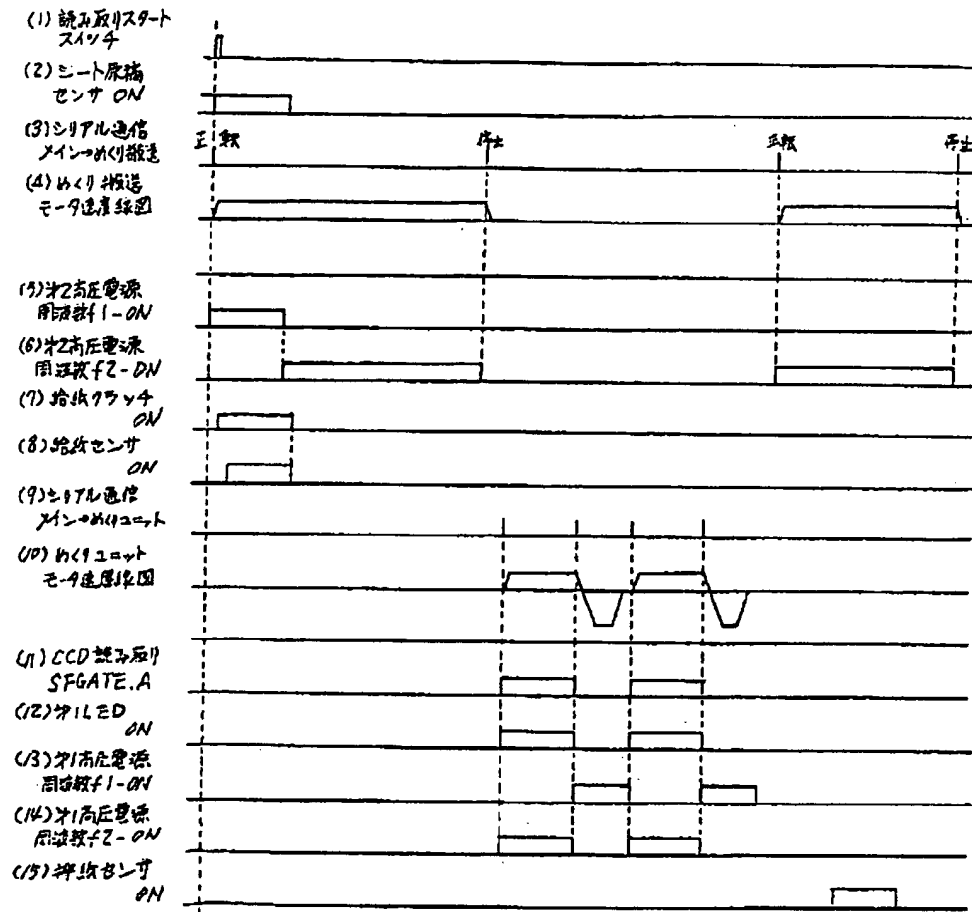 (1) 読み取りスタート
スイッチ
(2) シート原稿
センサ ON
(3) シリアル通信
メイン→めくり搬送
正転
停止
正転
停止
(4) めくり搬送
モータ速度線図
(5) 第2高圧電源
周波数f1-ON
(6) 第2高圧電源
周波数f2-ON
(7) 給紙クラッチ
ON
(8) 給紙センサ
ON
(9) シリアル通信
メイン→めくりユニット
(10) めくりユニット
モータ速度線図
(11) CCD 読み取り
SFGATE.A
(12) 第1LED
ON
(13) 第1高圧電源
周波数f1-ON
(14) 第1高圧電源
周波数f2-ON
(15) 排紙センサ
ON